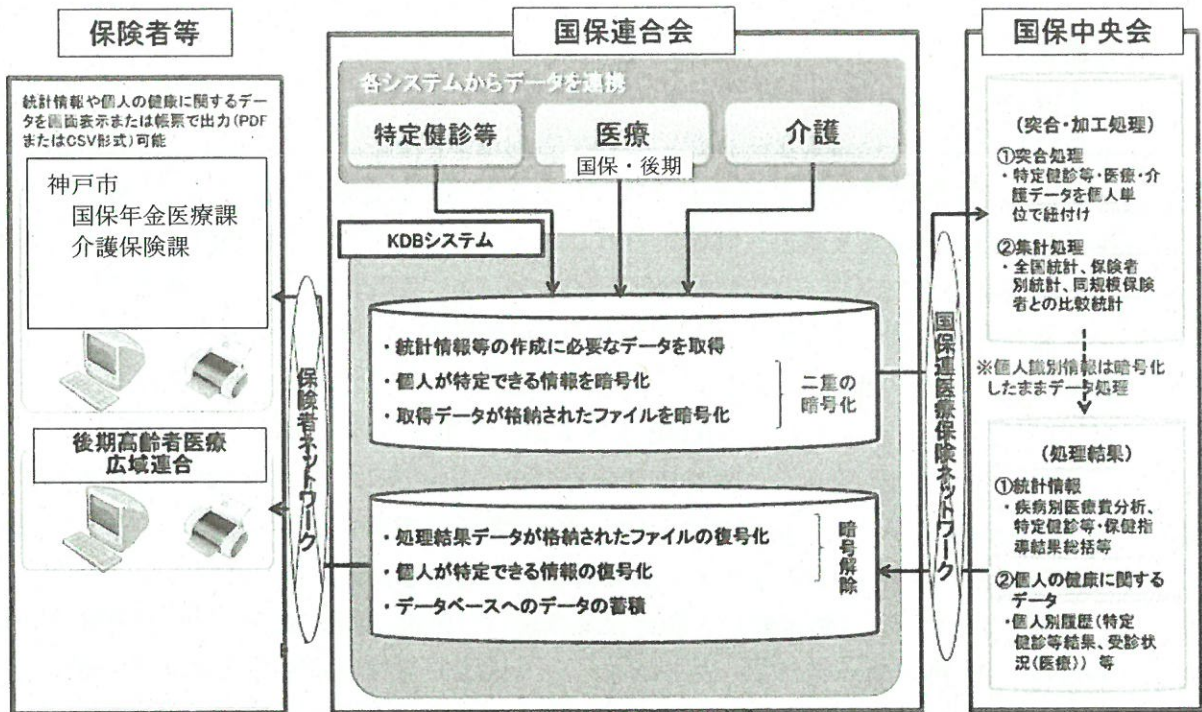 保険者等
統計情報や個人の健康に関するデー
タを画面表示または帳票で出力（PDF
またはCSV形式）可能
神戸市
国保年金医療課
介護保険課
後期高齢者医療
広域連合
保険者ネットワーク
国保連合会
各システムからデータを連携
特定健診等
医療
国保・後期
介護
KDBシステム
・統計情報等の作成に必要なデータを取得
・個人が特定できる情報を暗号化
・取得データが格納されたファイルを暗号化
二重の
暗号化
・処理結果データが格納されたファイルの復号化
・個人が特定できる情報の復号化
・データベースへのデータの蓄積
暗号解除
国保連医療保険ネットワーク
国保中央会
（突合・加工処理）
①突合処理
・特定健診等・医療・介
護データを個人単
位で紐付け
②集計処理
・全国統計、保険者
別統計、同規模保険
者との比較統計
※個人識別情報は暗号化
したままデータ処理
（処理結果）
①統計情報
・疾病別医療費分析、
特定健診等・保健指
導結果総括等
②個人の健康に関する
データ
・個人別履歴（特定
健診等結果、受診状
況（医療））等